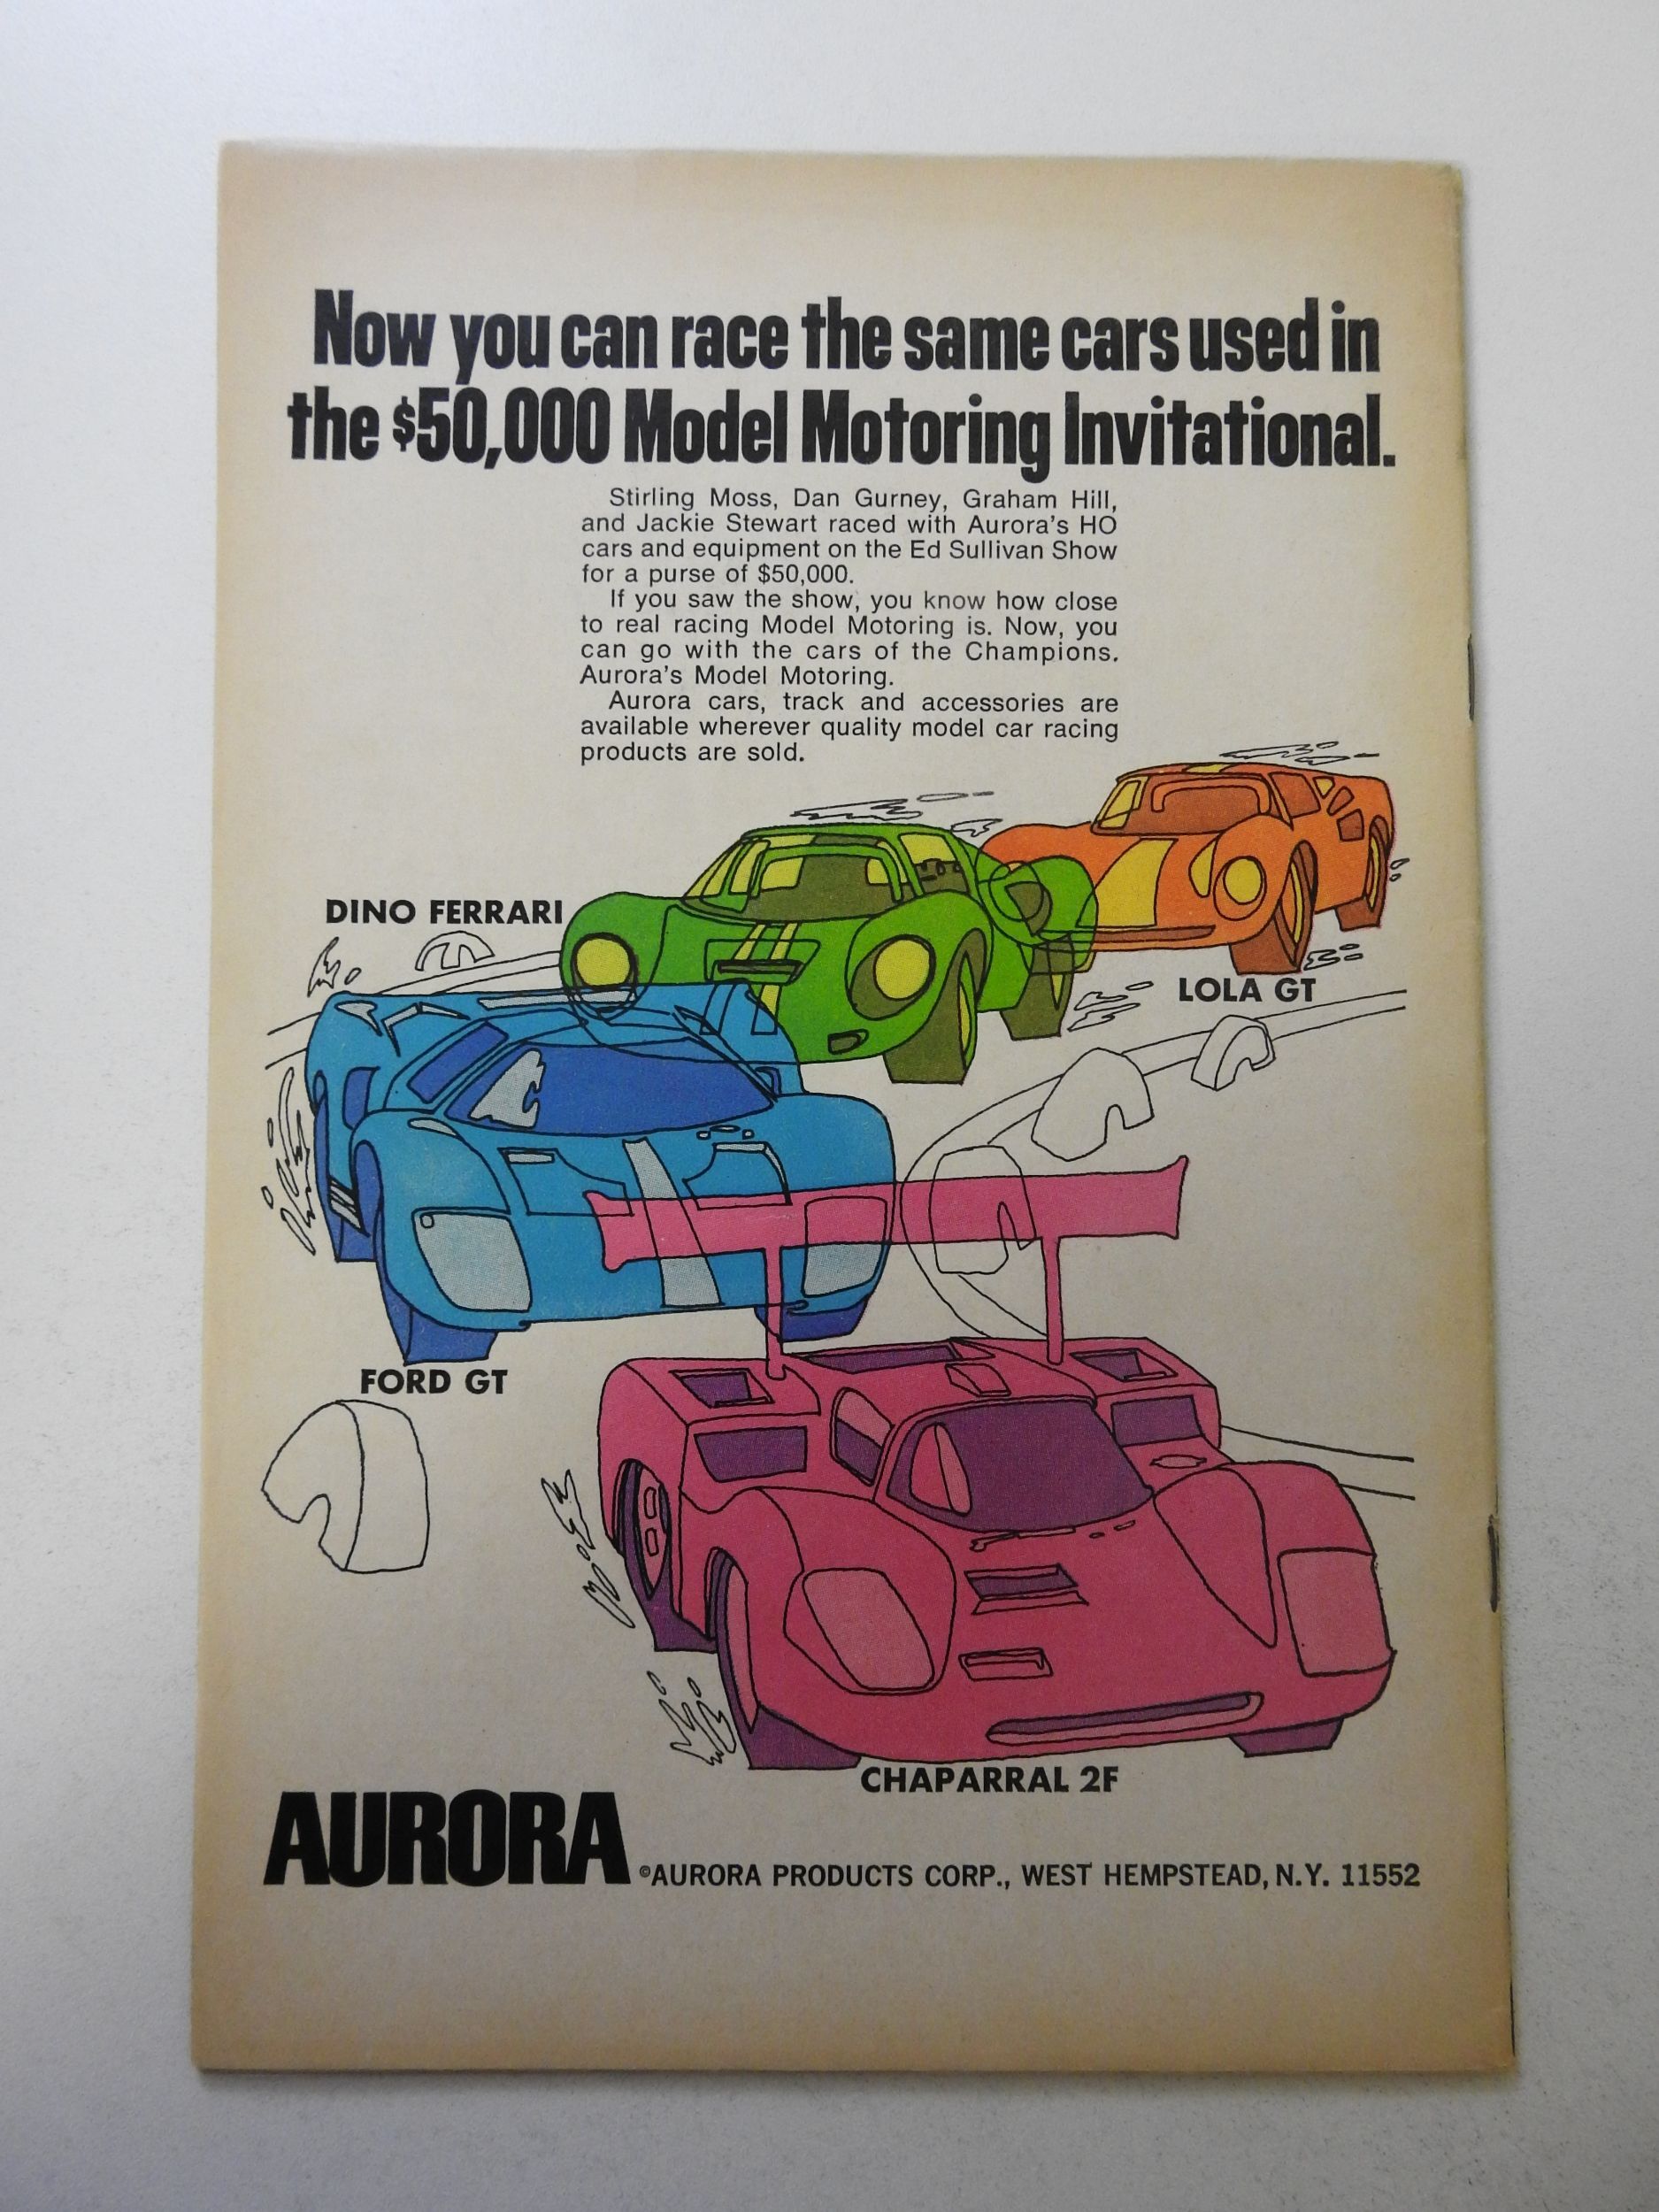 Now you can race the same cars used in
the $50,000 Model Motoring Invitational.
Stirling Moss, Dan Gurney, Graham Hill,
and Jackie Stewart raced with Aurora's HO
cars and equipment on the Ed Sullivan Show
for a purse of $50,000.
If you saw the show, you know how close
to real racing Model Motoring is. Now, you
can go with the cars of the Champions.
Aurora's Model Motoring.
Aurora cars, track and accessories are
available wherever quality model car racing
products are sold.
DINO FERRARI
LOLA GT
FORD GT
CHAPARRAL 2F
AURORA
©AURORA PRODUCTS CORP., WEST HEMPSTEAD, N.Y. 11552